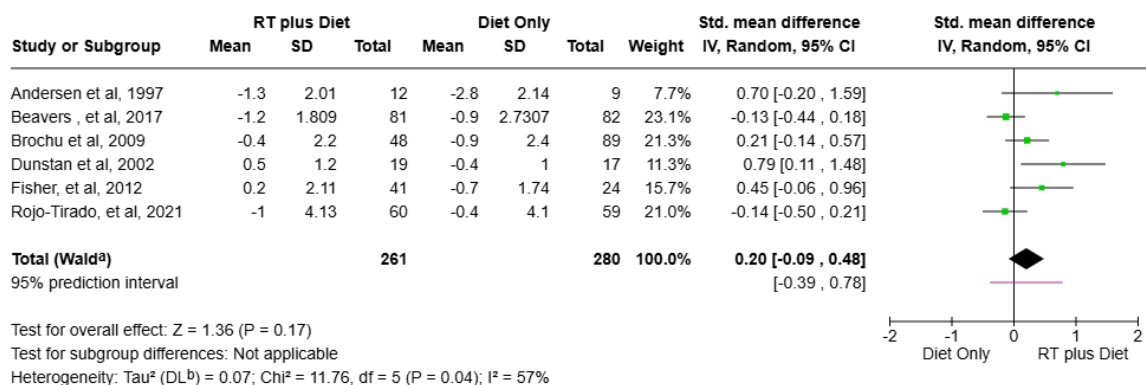 RT plus Diet Diet Only Std. mean difference Std. mean difference
Study or Subgroup Mean SD Total Mean SD Total Weight IV, Random, 95% CI IV, Random, 95% CI
Andersen et al, 1997 -1.3 2.01 12 -2.8 2.14 9 7.7% 0.70 [-0.20 , 1.59]
Beavers , et al, 2017 -1.2 1.809 81 -0.9 2.7307 82 23.1% -0.13 [-0.44 , 0.18]
Brochu et al, 2009 -0.4 2.2 48 -0.9 2.4 89 21.3% 0.21 [-0.14 , 0.57]
Dunstan et al, 2002 0.5 1.2 19 -0.4 1 17 11.3% 0.79 [0.11 , 1.48]
Fisher, et al, 2012 0.2 2.11 41 -0.7 1.74 24 15.7% 0.45 [-0.06 , 0.96]
Rojo-Tirado, et al, 2021 -1 4.13 60 -0.4 4.1 59 21.0% -0.14 [-0.50 , 0.21]
Total (Waldᵃ) 261 280 100.0% 0.20 [-0.09 , 0.48]
95% prediction interval [-0.39 , 0.78]
Test for overall effect: Z = 1.36 (P = 0.17)
Test for subgroup differences: Not applicable
Heterogeneity: Tau² (DLᵇ) = 0.07; Chi² = 11.76, df = 5 (P = 0.04); I² = 57%
-2 -1 0 1 2
Diet Only RT plus Diet